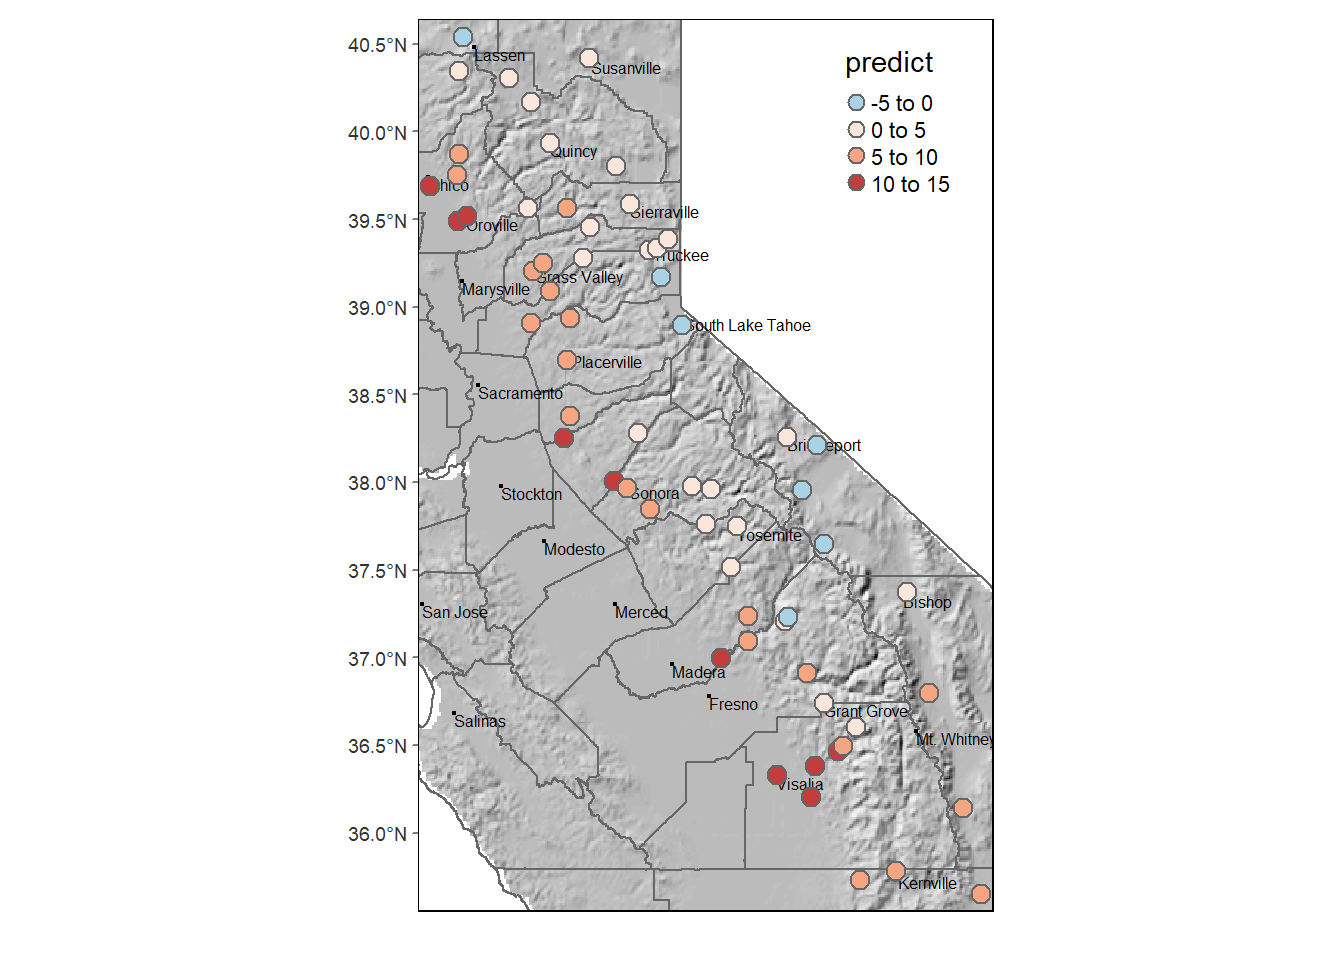 predict
-5 to 0
0 to 5
5 to 10
10 to 15
40.5°N
40.0°N
39.5°N
39.0°N
38.5°N
38.0°N
37.5°N
37.0°N
36.5°N
36.0°N
Lassen
Susanville
Quincy
Sierraville
Oroville
Truckee
Grass Valley
Marysville
South Lake Tahoe
Placerville
Sacramento
Stockton
Sonora
Yosemite
Modesto
Bishop
San Jose
Merced
Madera
Fresno
Grant Grove
Salinas
Mt. Whitney
Visalia
Kernville